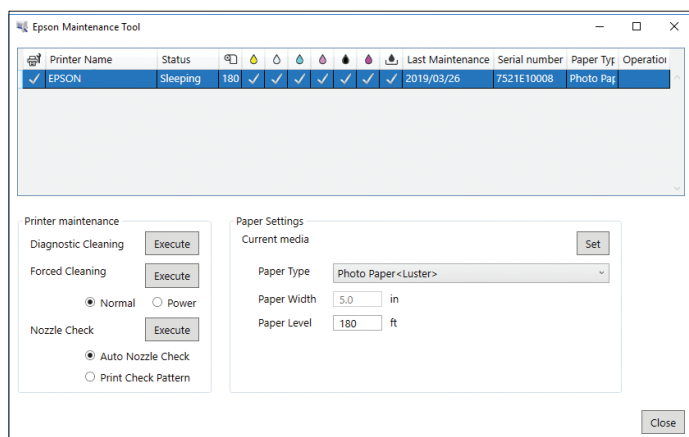 Epson Maintenance Tool
Printer Name Status Last Maintenance Serial number Paper Typ Operation
EPSON Sleeping 180 2019/03/26 7521E10008 Photo Pap
Printer maintenance
Diagnostic Cleaning Execute
Forced Cleaning Execute
Normal Power
Nozzle Check Execute
Auto Nozzle Check
Print Check Pattern
Paper Settings
Current media Set
Paper Type Photo Paper<Luster>
Paper Width 5.0 in
Paper Level 180 ft
Close